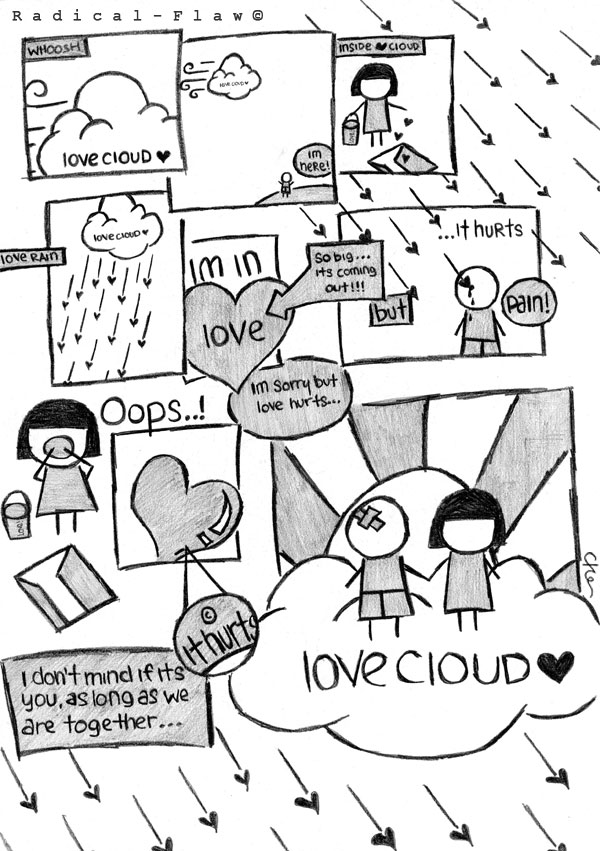 Radical-Flaw©
WHOOSH
love CLOUD ♥
love CLOUD ♥
Im
here!
INSIDE ♥ CLOUD
love RAIN
love CLOUD ♥
IM IN
love
So big...
its coming
out!!!
...It HURTS
but
PAIN!
Im sorry but
love hurts...
Oops..!
©
It hurts
I don't mind if its
you, as long as we
are together...
love CLOUD ♥